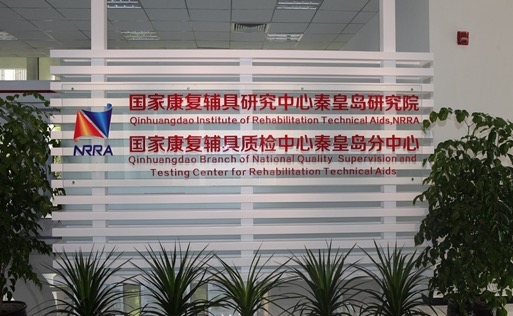 国家康复辅具研究中心秦皇岛研究院
Qinhuangdao Institute of Rehabilitation Technical Aids,NRRA
国家康复辅具质检中心秦皇岛分中心
Qinhuangdao Branch of National Quality Supervision and
Testing Center for Rehabilitation Technical Aids
NRRA